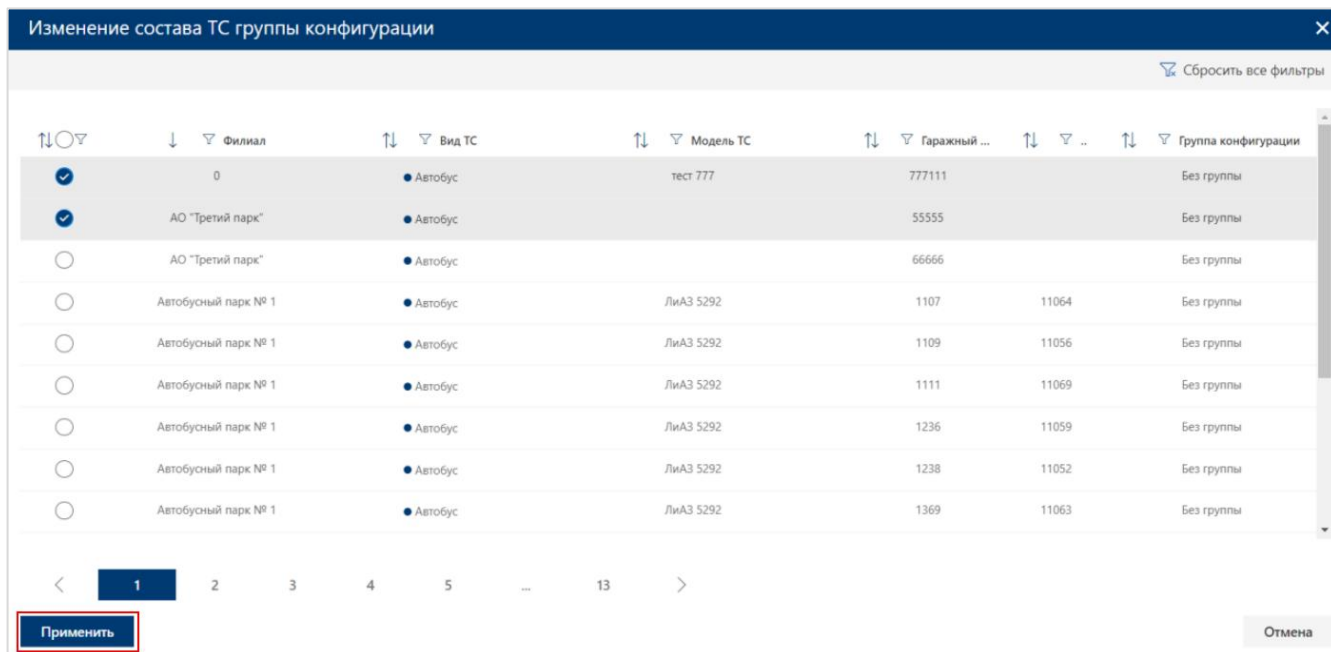 Изменение состава ТС группы конфигурации
Сбросить все фильтры
Филиал Вид ТС Модель ТС Гаражный ... .. Группа конфигурации
0 Автобус тест 777 777111 Без группы
АО "Третий парк" Автобус 55555 Без группы
АО "Третий парк" Автобус 66666 Без группы
Автобусный парк № 1 Автобус ЛиАЗ 5292 1107 11064 Без группы
Автобусный парк № 1 Автобус ЛиАЗ 5292 1109 11056 Без группы
Автобусный парк № 1 Автобус ЛиАЗ 5292 1111 11069 Без группы
Автобусный парк № 1 Автобус ЛиАЗ 5292 1236 11059 Без группы
Автобусный парк № 1 Автобус ЛиАЗ 5292 1238 11052 Без группы
Автобусный парк № 1 Автобус ЛиАЗ 5292 1369 11063 Без группы
1 2 3 4 5 ... 13
Применить Отмена